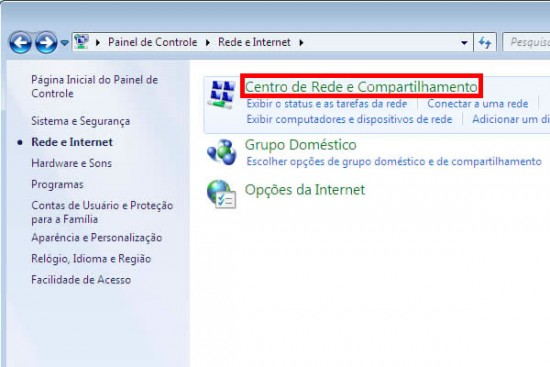 Painel de Controle Rede e Internet
Pesquis
Página Inicial do Painel de
Controle
Sistema e Segurança
Rede e Internet
Hardware e Sons
Programas
Contas de Usuário e Proteção
para a Família
Aparência e Personalização
Relógio, Idioma e Região
Facilidade de Acesso
Centro de Rede e Compartilhamento
Exibir o status e as tarefas da rede Conectar a uma rede
Exibir computadores e dispositivos de rede Adicionar um di
Grupo Doméstico
Escolher opções de grupo doméstico e de compartilhamento
Opções da Internet